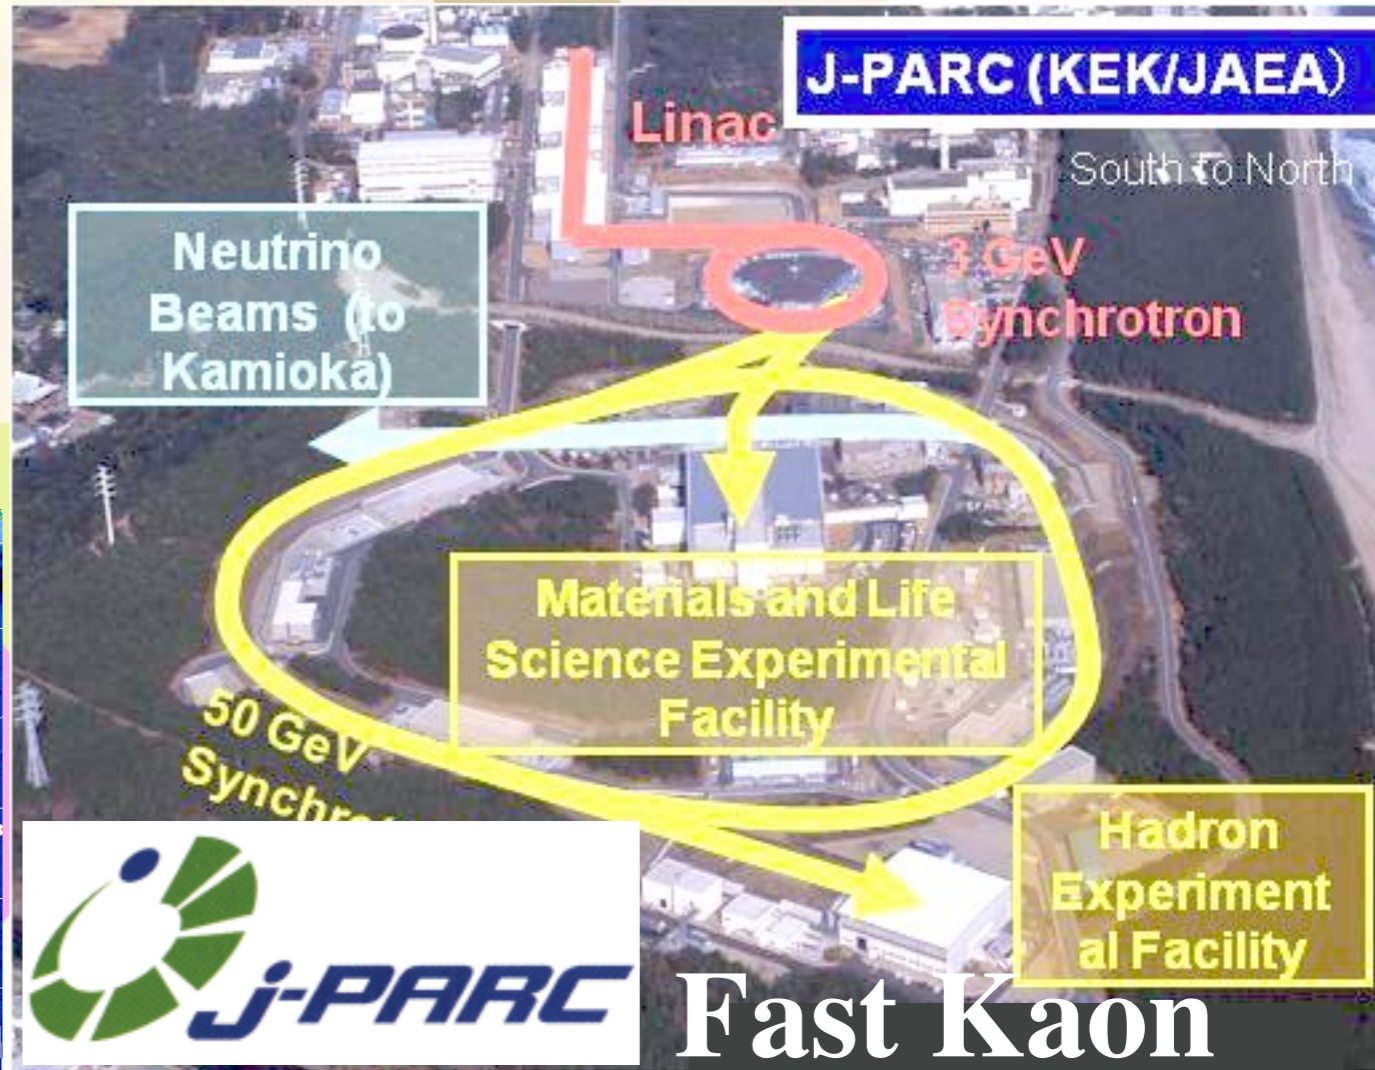 J-PARC (KEK/JAEA)
Linac
South to North
Neutrino
Beams (to
Kamioka)
3 GeV
Synchrotron
Materials and Life
Science Experimental
Facility
50 GeV
Hadron
Experiment
al Facility
J-PARC
Fast Kaon